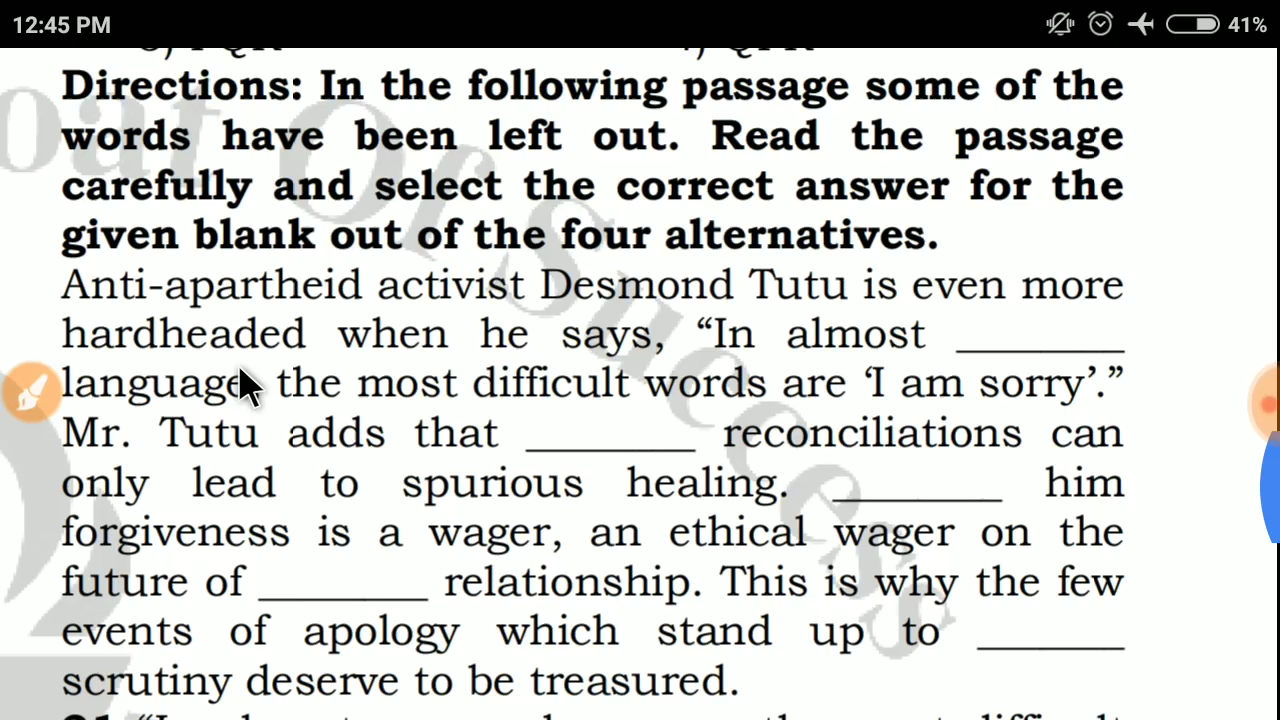 12:45 PM
41%
Directions: In the following passage some of the
words have been left out. Read the passage
carefully and select the correct answer for the
given blank out of the four alternatives.
Anti-apartheid activist Desmond Tutu is even more
hardheaded when he says, “In almost ________
language, the most difficult words are ‘I am sorry’.”
Mr. Tutu adds that ________ reconciliations can
only lead to spurious healing. ________ him
forgiveness is a wager, an ethical wager on the
future of ________ relationship. This is why the few
events of apology which stand up to _______
scrutiny deserve to be treasured.
Of Success